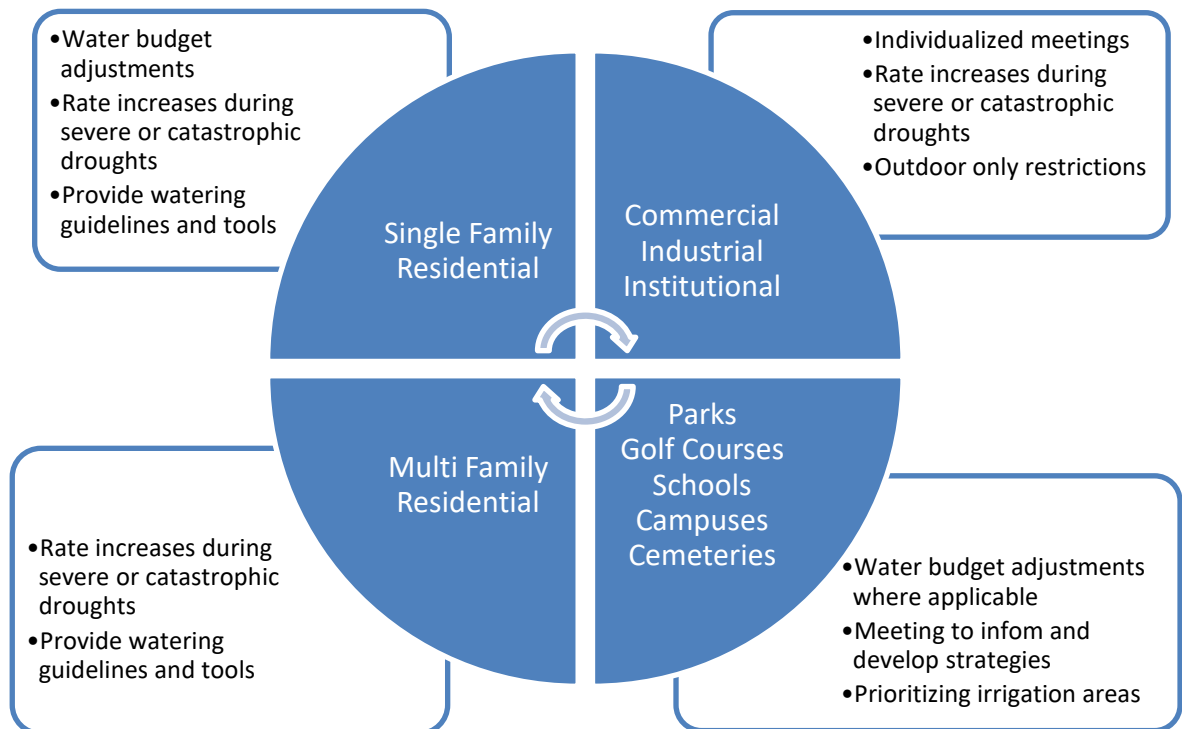 •Water budget
adjustments
•Rate increases during
severe or catastrophic
droughts
•Provide watering
guidelines and tools
Single Family
Residential
•Individualized meetings
•Rate increases during
severe or catastrophic
droughts
•Outdoor only restrictions
Commercial
Industrial
Institutional
•Rate increases during
severe or catastrophic
droughts
•Provide watering
guidelines and tools
Multi Family
Residential
Parks
Golf Courses
Schools
Campuses
Cemeteries
•Water budget adjustments
where applicable
•Meeting to infom and
develop strategies
•Prioritizing irrigation areas